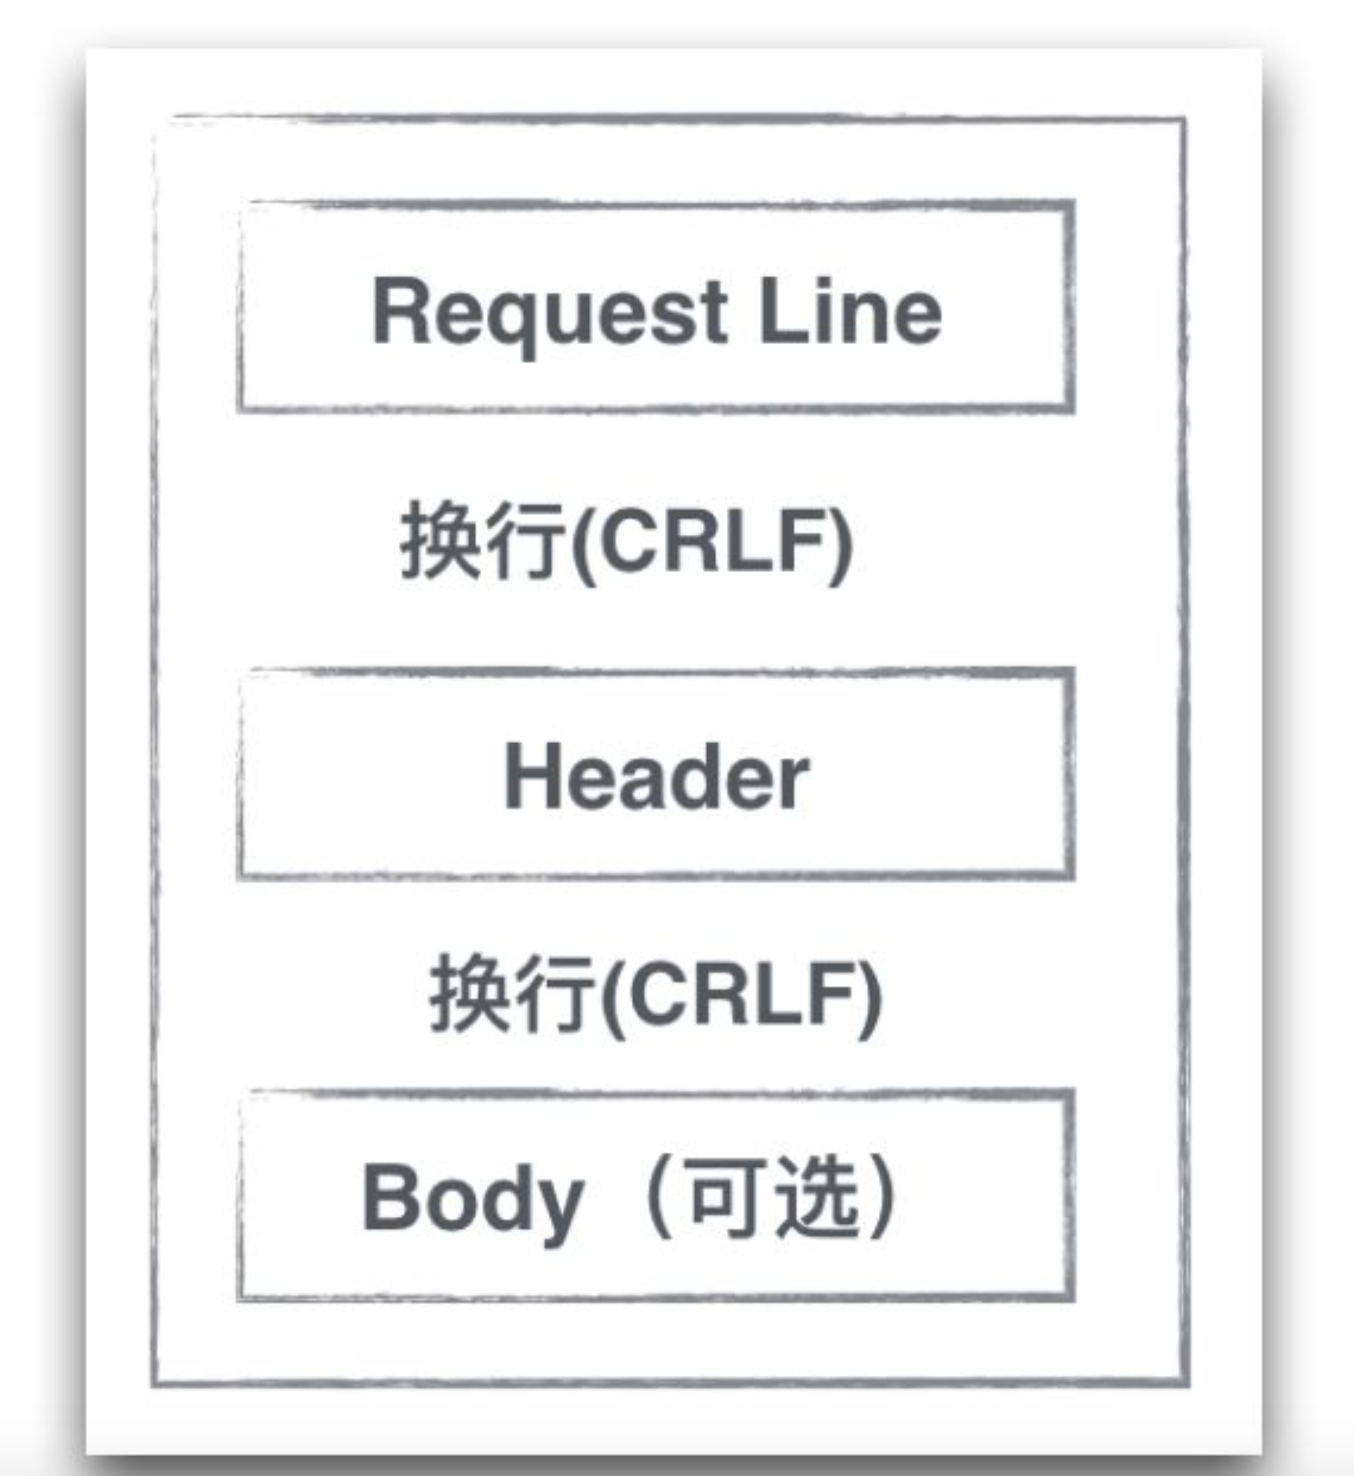 Request Line
换行(CRLF)
Header
换行(CRLF)
Body（可选）